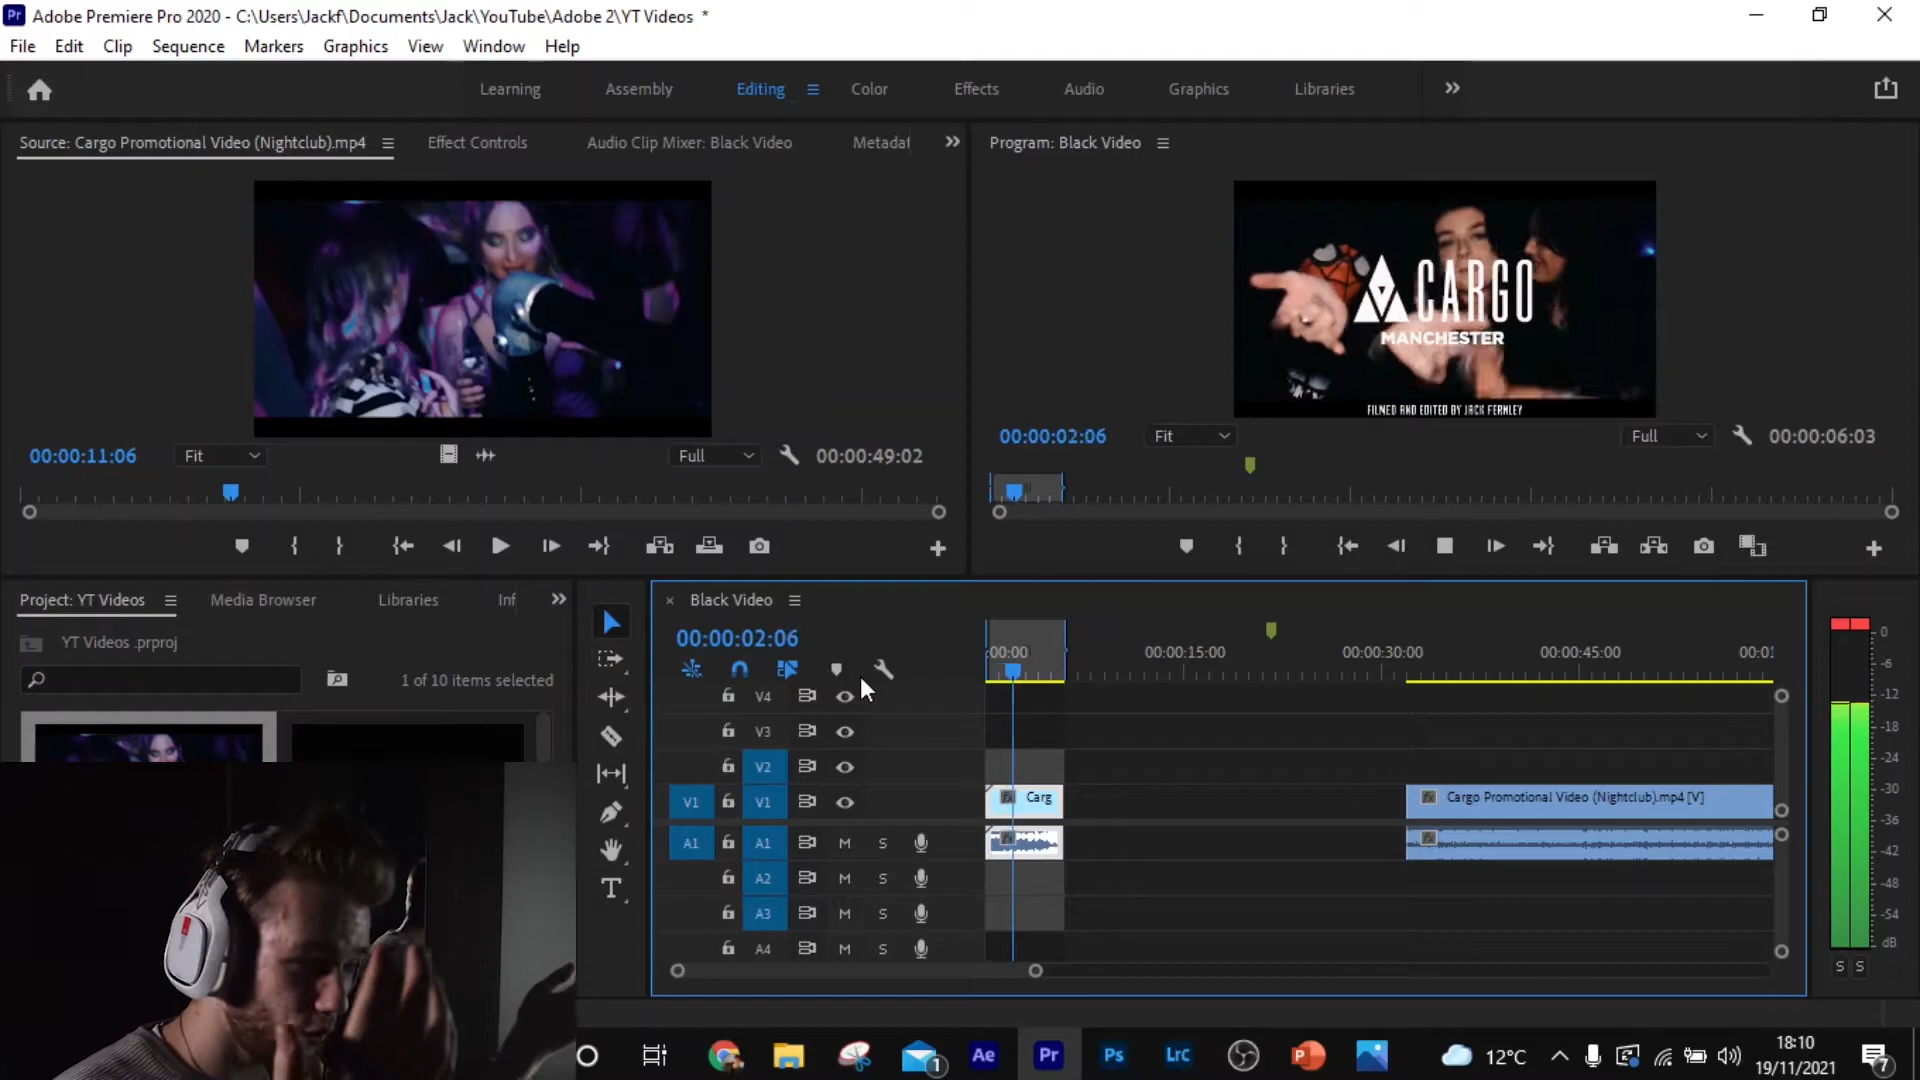 Pr Adobe Premiere Pro 2020 - C:\Users\Jackf\Documents\Jack\YouTube\Adobe 2\YT Videos *
File Edit Clip Sequence Markers Graphics View Window Help
Learning Assembly Editing Color Effects Audio Graphics Libraries
Source: Cargo Promotional Video (Nightclub).mp4 Effect Controls Audio Clip Mixer: Black Video Metadat
Program: Black Video
CARGO
MANCHESTER
FILMED AND EDITED BY JACK FERNLEY
00:00:11:06 Fit Full 00:00:49:02
00:00:02:06 Fit Full 00:00:06:03
Project: YT Videos Media Browser Libraries Inf
YT Videos .prproj
1 of 10 items selected
× Black Video
00:00:02:06
:00:00 00:00:15:00 00:00:30:00 00:00:45:00 00:01
V4
V3
V2
V1 V1 Carg Cargo Promotional Video (Nightclub).mp4 [V]
A1 A1 M S
A2 M S
A3 M S
A4 M S
0
-6
-12
-18
-24
-30
-36
-42
-48
-54
dB
S S
Ae Pr Ps LrC P
1
12°C
18:10
19/11/2021
7